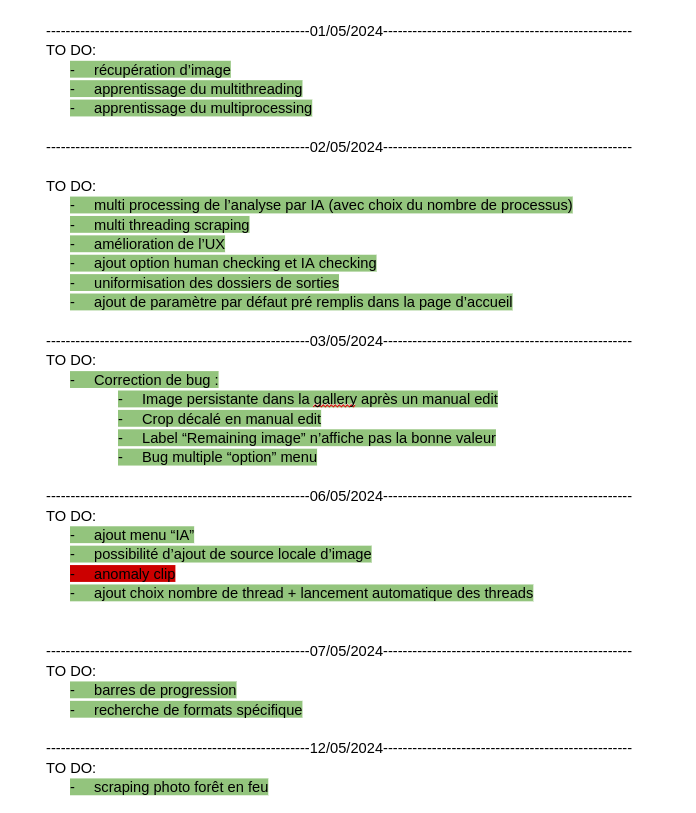 ------------------------------------------------------01/05/2024---------------------------------------------------
TO DO:
- récupération d’image
- apprentissage du multithreading
- apprentissage du multiprocessing
------------------------------------------------------02/05/2024---------------------------------------------------
TO DO:
- multi processing de l’analyse par IA (avec choix du nombre de processus)
- multi threading scraping
- amélioration de l’UX
- ajout option human checking et IA checking
- uniformisation des dossiers de sorties
- ajout de paramètre par défaut pré remplis dans la page d’accueil
------------------------------------------------------03/05/2024---------------------------------------------------
TO DO:
- Correction de bug :
- Image persistante dans la gallery après un manual edit
- Crop décalé en manual edit
- Label “Remaining image” n’affiche pas la bonne valeur
- Bug multiple “option” menu
------------------------------------------------------06/05/2024---------------------------------------------------
TO DO:
- ajout menu “IA”
- possibilité d’ajout de source locale d’image
- anomaly clip
- ajout choix nombre de thread + lancement automatique des threads
------------------------------------------------------07/05/2024---------------------------------------------------
TO DO:
- barres de progression
- recherche de formats spécifique
------------------------------------------------------12/05/2024---------------------------------------------------
TO DO:
- scraping photo forêt en feu